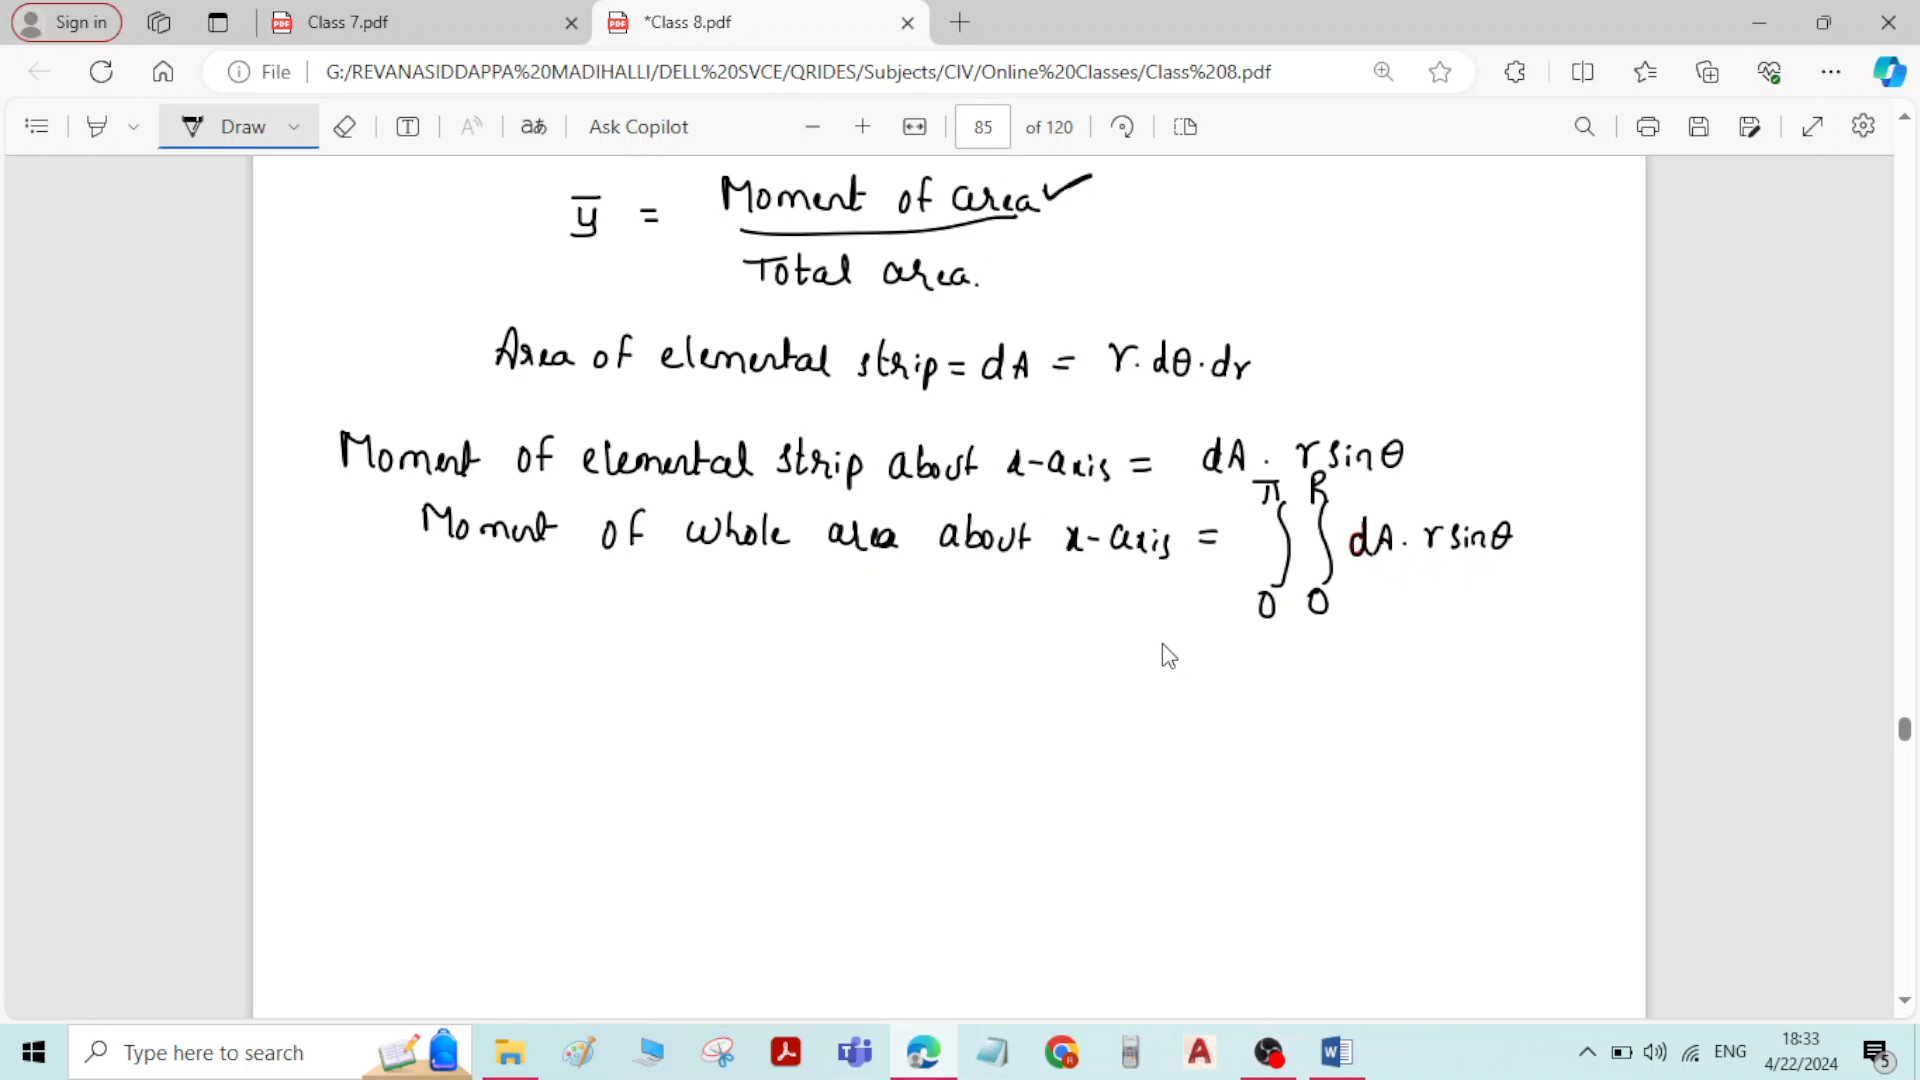 Sign in
Class 7.pdf
*Class 8.pdf
File
G:/REVANASIDDAPPA%20MADIHALLI/DELL%20SVCE/QRIDES/Subjects/CIV/Online%20Classes/Class%208.pdf
Draw
Ask Copilot
85 of 120
ȳ = Moment of area ✓
Total area.
Area of elemental strip = dA = r.dθ.dr
Moment of elemental strip about x-axis = dA . r sinθ
π R
Moment of whole area about x-axis = ∫ ∫ dA . r sinθ
0 0
Type here to search
ENG
18:33
4/22/2024
5